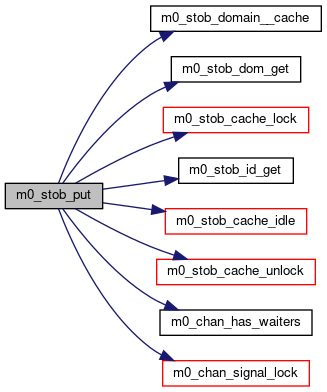 m0_stob_domain__cache
m0_stob_dom_get
m0_stob_cache_lock
m0_stob_id_get
m0_stob_put
m0_stob_cache_idle
m0_stob_cache_unlock
m0_chan_has_waiters
m0_chan_signal_lock